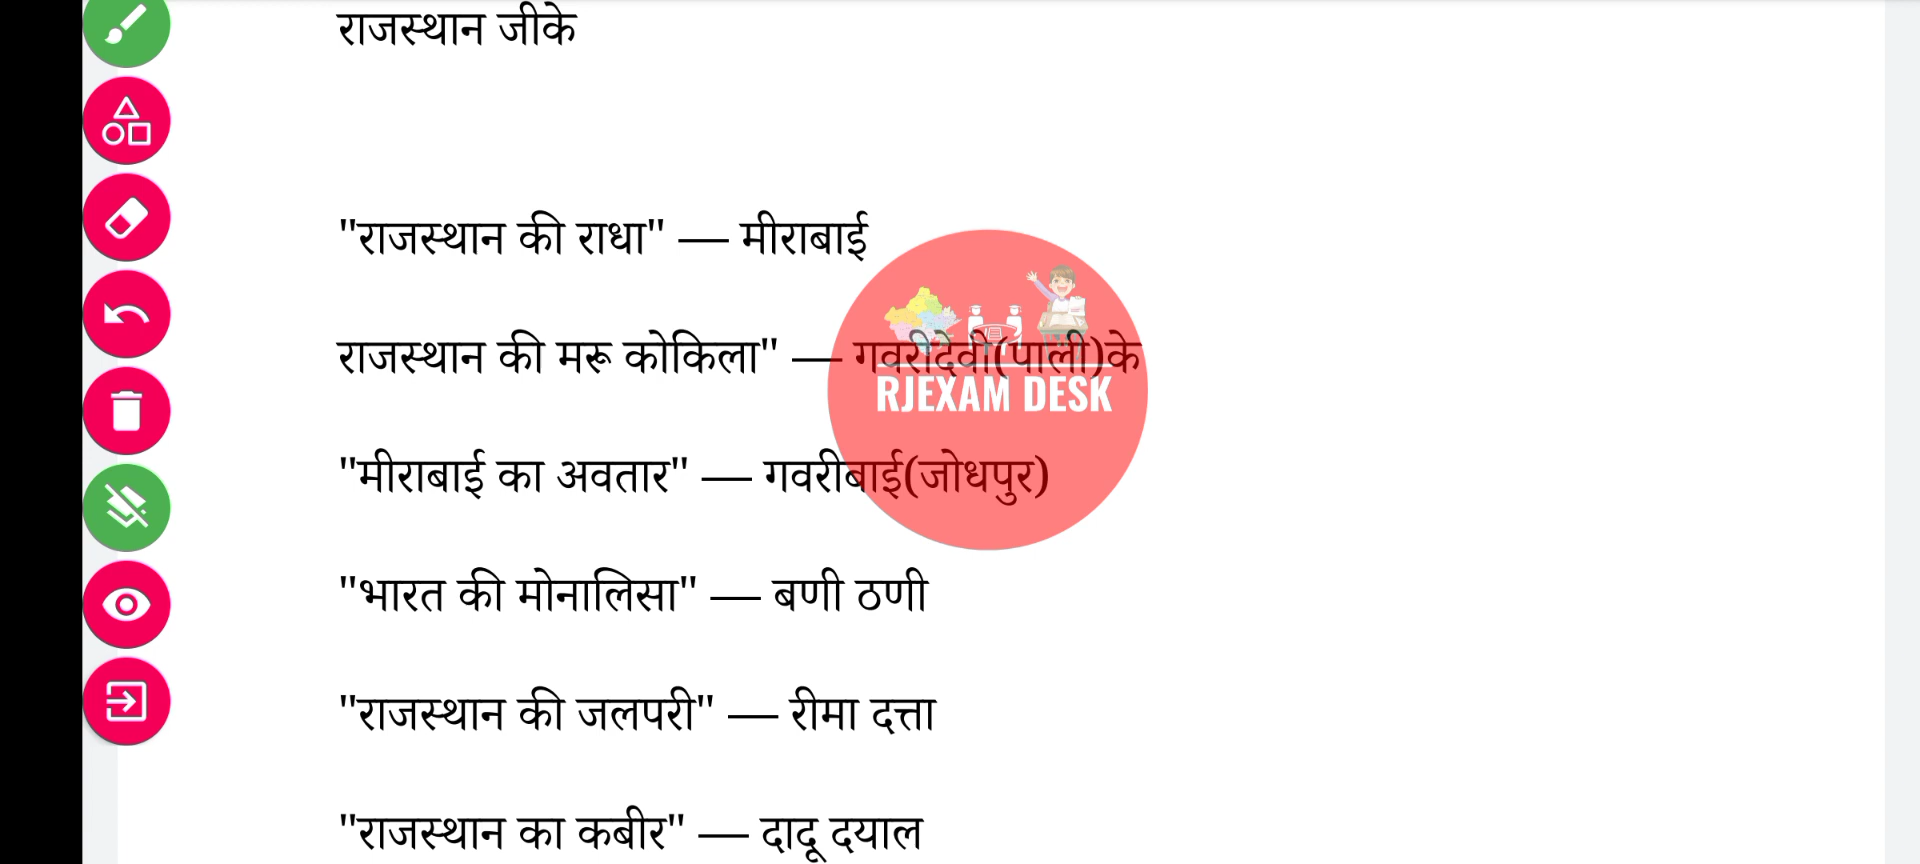 राजस्थान जीके
"राजस्थान की राधा" — मीराबाई
राजस्थान की मरू कोकिला" — गवरीदेवी(पाली)के
RJEXAM DESK
"मीराबाई का अवतार" — गवरीबाई(जोधपुर)
"भारत की मोनालिसा" — बणी ठणी
"राजस्थान की जलपरी" — रीमा दत्ता
"राजस्थान का कबीर" — दादू दयाल